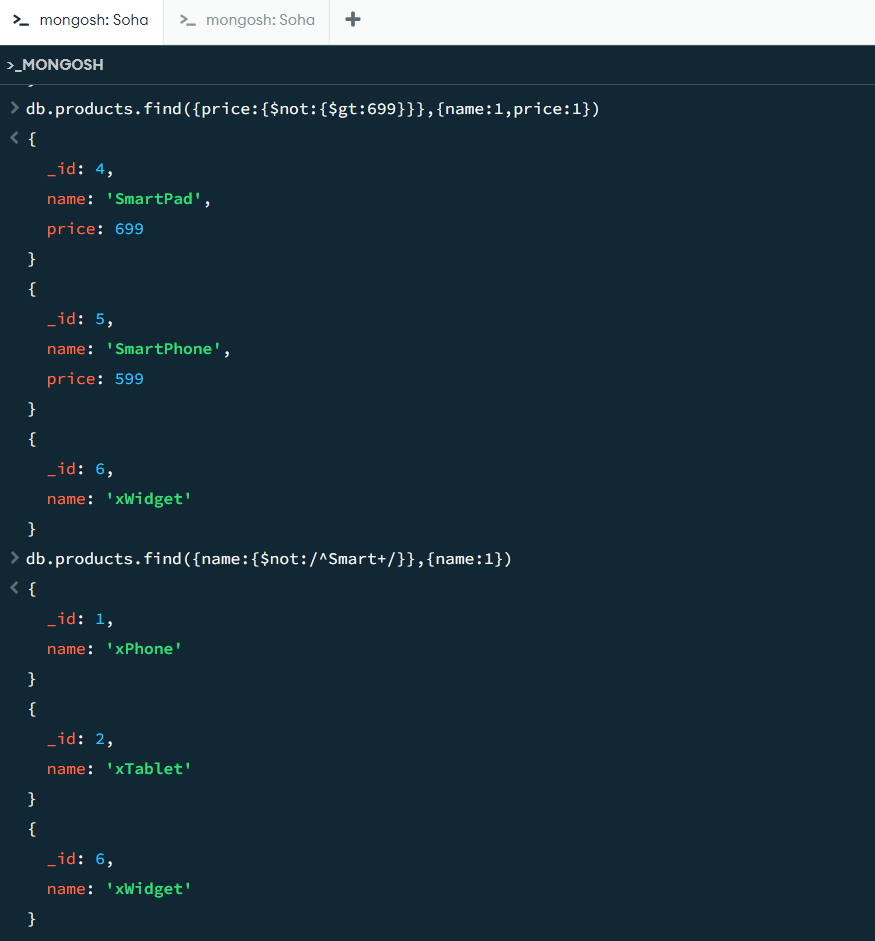 mongosh: Soha
mongosh: Soha
>_MONGOSH
db.products.find({price:{$not:{$gt:699}}},{name:1,price:1})
{
_id: 4,
name: 'SmartPad',
price: 699
}
{
_id: 5,
name: 'SmartPhone',
price: 599
}
{
_id: 6,
name: 'xWidget'
}
db.products.find({name:{$not:/^Smart+/}},{name:1})
{
_id: 1,
name: 'xPhone'
}
{
_id: 2,
name: 'xTablet'
}
{
_id: 6,
name: 'xWidget'
}